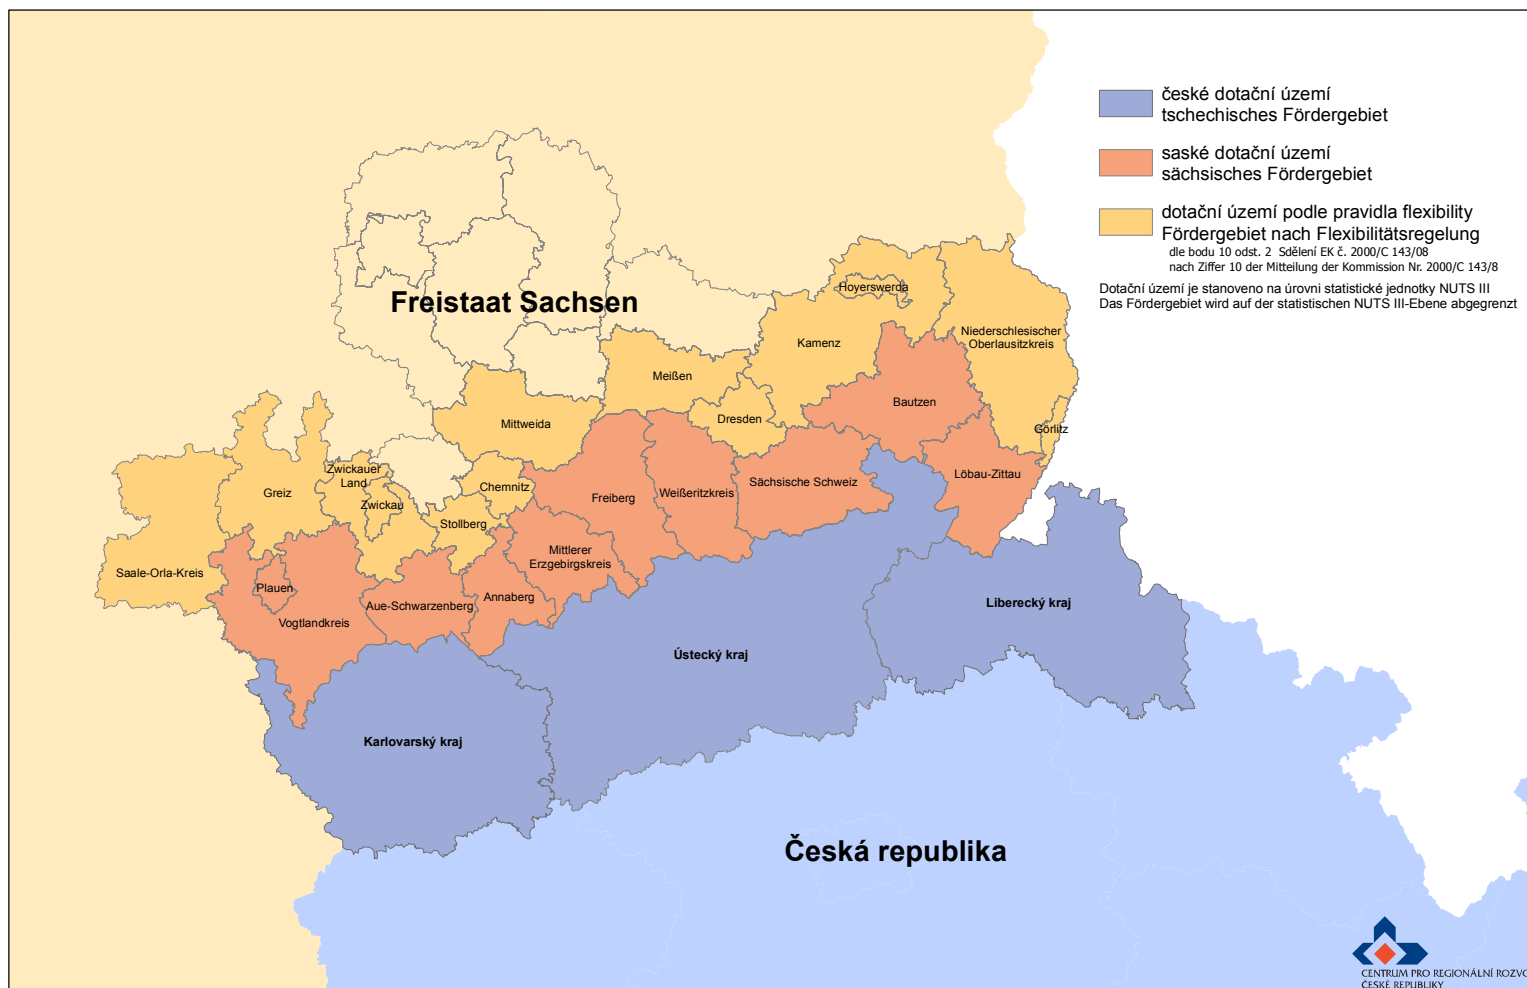 české dotační území
tschechisches Fördergebiet
saské dotační území
sächsisches Fördergebiet
dotační území podle pravidla flexibility
Fördergebiet nach Flexibilitätsregelung
dle bodu 10 odst. 2 Sdělení EK č. 2000/C 143/08
nach Ziffer 10 der Mitteilung der Kommission Nr. 2000/C 143/8
Dotační území je stanoveno na úrovni statistické jednotky NUTS III
Das Fördergebiet wird auf der statistischen NUTS III-Ebene abgegrenzt
Freistaat Sachsen
Hoyerswerda
Niederschlesischer
Oberlausitzkreis
Kamenz
Meißen
Bautzen
Dresden
Mittweida
Görlitz
Zwickauer
Land
Löbau-Zittau
Sächsische Schweiz
Chemnitz
Greiz
Weißeritzkreis
Freiberg
Zwickau
Stollberg
Mittlerer
Erzgebirgskreis
Saale-Orla-Kreis
Plauen
Annaberg
Aue-Schwarzenberg
Vogtlandkreis
Liberecký kraj
Ústecký kraj
Karlovarský kraj
Česká republika
CENTRUM PRO REGIONÁLNÍ ROZVO
ČESKÉ REPUBLIKY